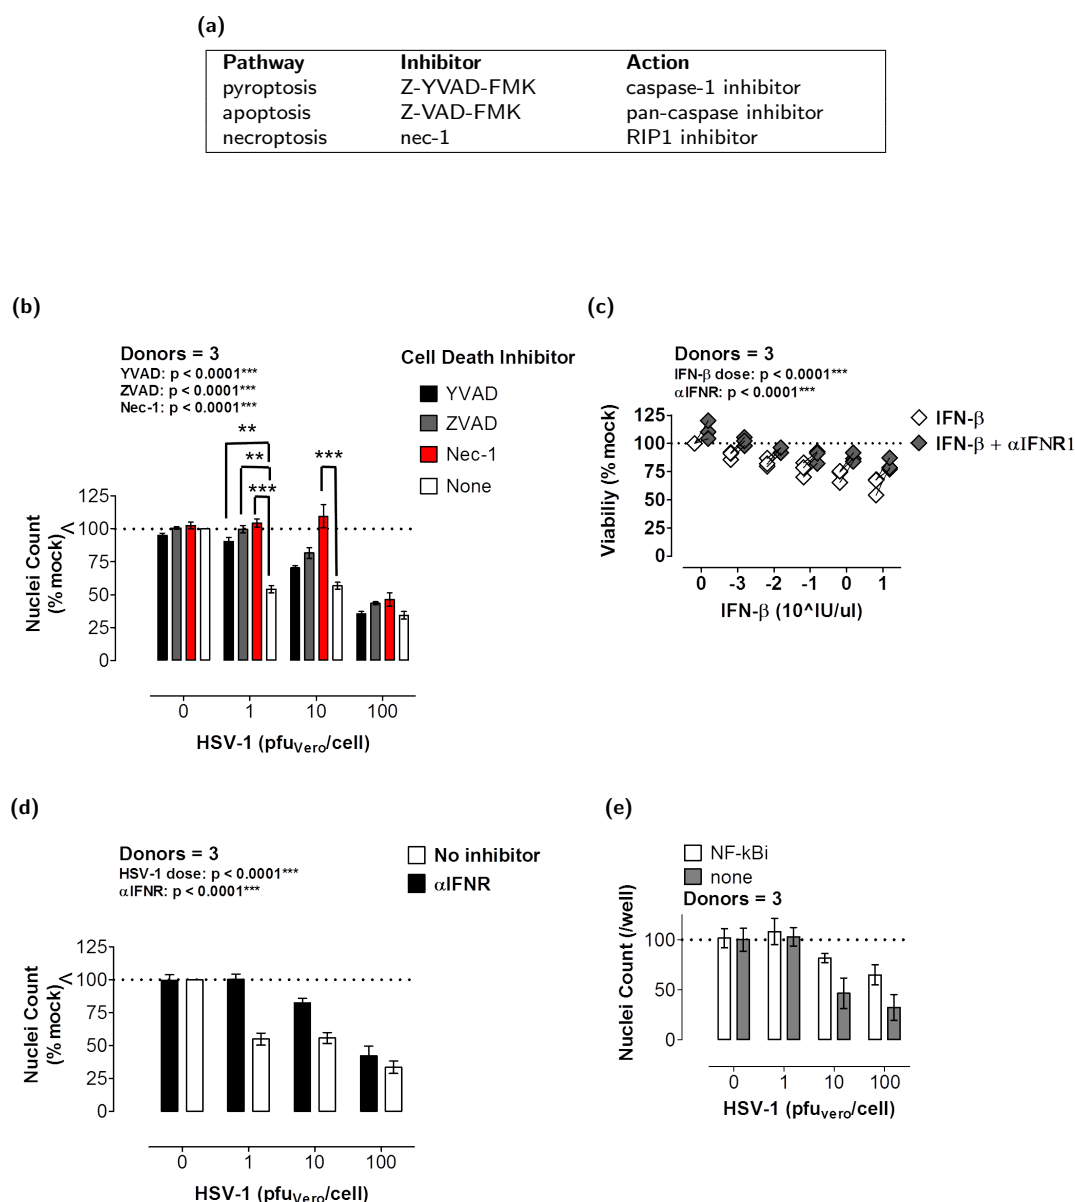 (a)
Pathway Inhibitor Action
pyroptosis Z-YVAD-FMK caspase-1 inhibitor
apoptosis Z-VAD-FMK pan-caspase inhibitor
necroptosis nec-1 RIP1 inhibitor
(b)
Donors = 3
YVAD: p < 0.0001***
ZVAD: p < 0.0001***
Nec-1: p < 0.0001***
Cell Death Inhibitor
YVAD
ZVAD
Nec-1
None
**
**
***
***
Nuclei Count
(% mock)
<
125
100
75
50
25
0
0 1 10 100
HSV-1 (pfuVero/cell)
(c)
Donors = 3
IFN-β dose: p < 0.0001***
αIFNR: p < 0.0001***
IFN-β
IFN-β + αIFNR1
Viabiliy (% mock)
125
100
75
50
25
0
0 -3 -2 -1 0 1
IFN-β (10^IU/ul)
(d)
Donors = 3
HSV-1 dose: p < 0.0001***
αIFNR: p < 0.0001***
No inhibitor
αIFNR
Nuclei Count
(% mock)
<
125
100
75
50
25
0
0 1 10 100
HSV-1 (pfuVero/cell)
(e)
NF-kBi
none
Donors = 3
Nuclei Count (/well)
100
50
0
0 1 10 100
HSV-1 (pfuvero/cell)